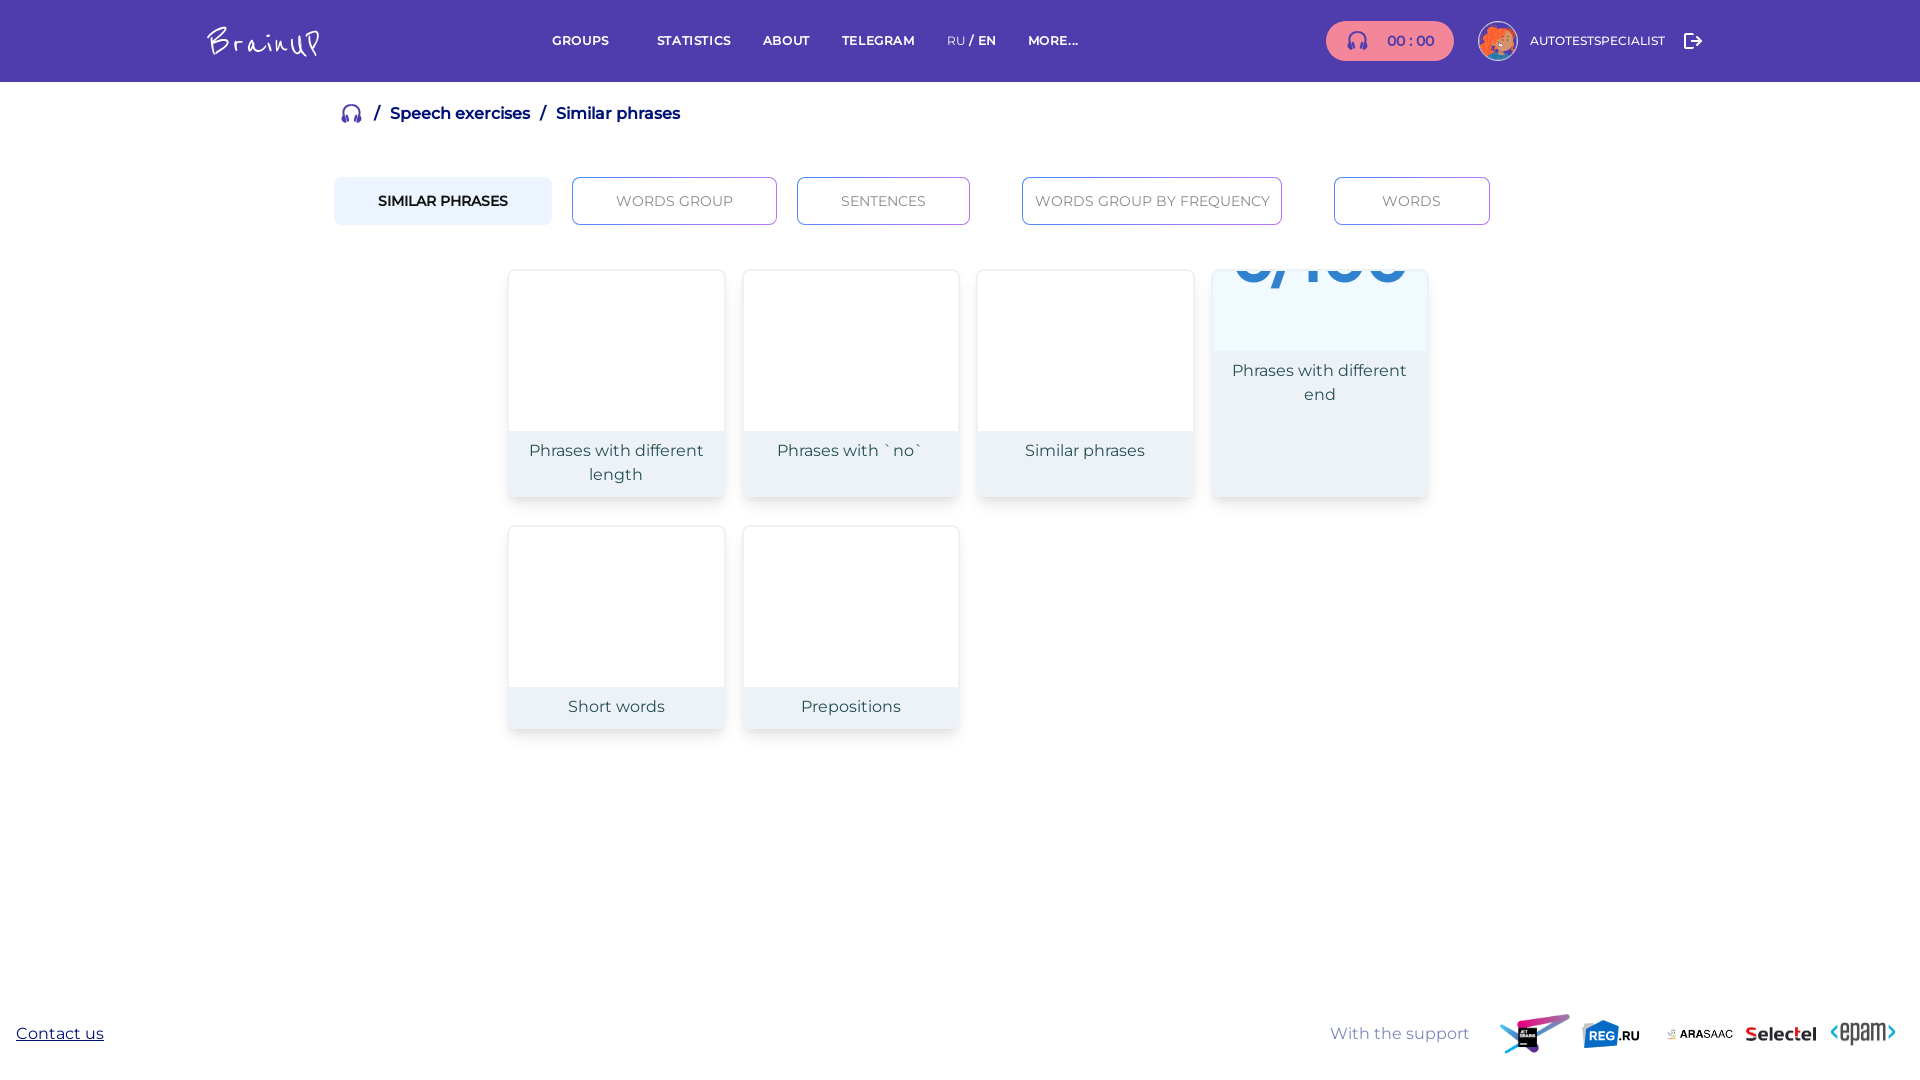 BrainUP
GROUPS
STATISTICS
ABOUT
TELEGRAM
RU / EN
MORE...
00 : 00
AUTOTESTSPECIALIST
/ Speech exercises / Similar phrases
SIMILAR PHRASES
WORDS GROUP
SENTENCES
WORDS GROUP BY FREQUENCY
WORDS
Phrases with different
length
Phrases with `no`
Similar phrases
Phrases with different
end
Short words
Prepositions
Contact us
With the support
REG.RU
ARASAAC
Selectel
<epam>